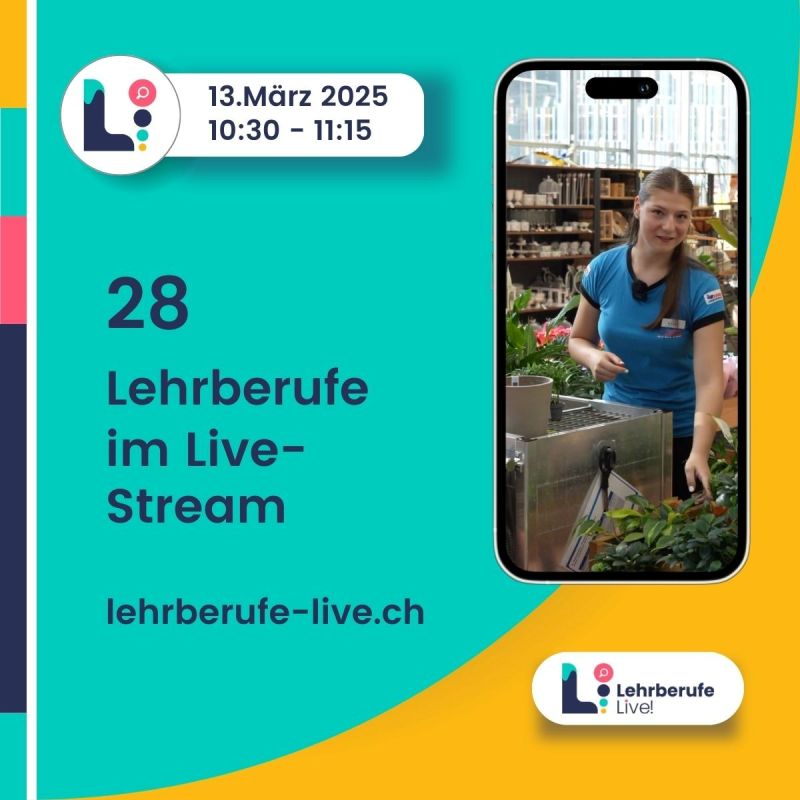 13.März 2025
10:30 - 11:15
28
Lehrberufe
im Live-
Stream
lehrberufe-live.ch
Lehrberufe
Live!